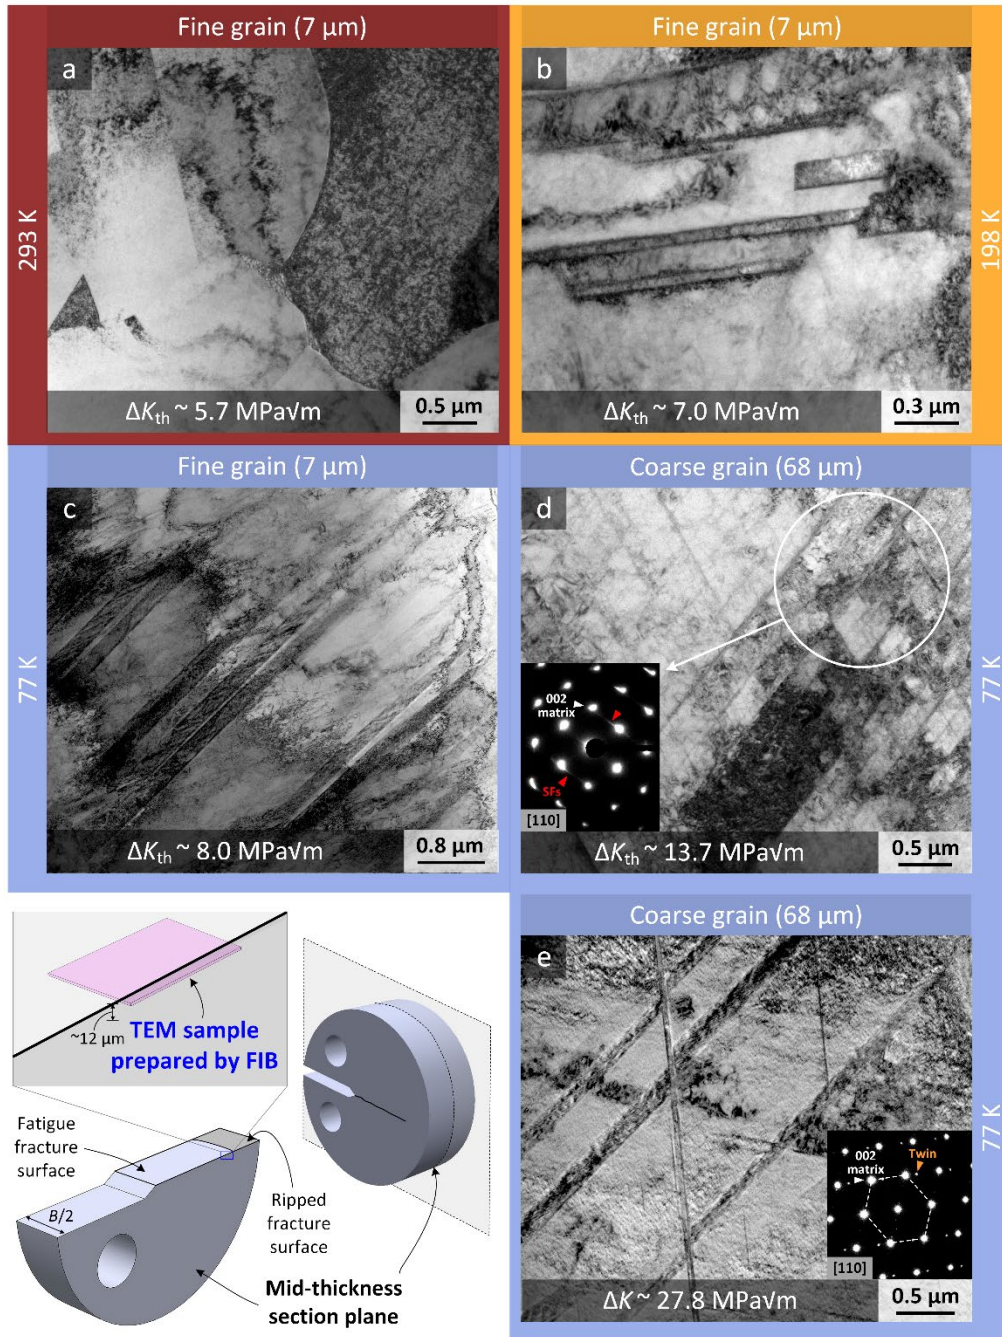 Fine grain (7 μm)
a
293 K
ΔKth ~ 5.7 MPa√m
0.5 μm
Fine grain (7 μm)
b
198 K
ΔKth ~ 7.0 MPa√m
0.3 μm
Fine grain (7 μm)
c
77 K
ΔKth ~ 8.0 MPa√m
0.8 μm
Coarse grain (68 μm)
d
77 K
002
matrix
SFs
[110]
ΔKth ~ 13.7 MPa√m
0.5 μm
~12 μm
TEM sample
prepared by FIB
Fatigue
fracture
surface
B/2
Ripped
fracture
surface
Mid-thickness
section plane
Coarse grain (68 μm)
e
77 K
002
matrix
Twin
[110]
ΔK ~ 27.8 MPa√m
0.5 μm